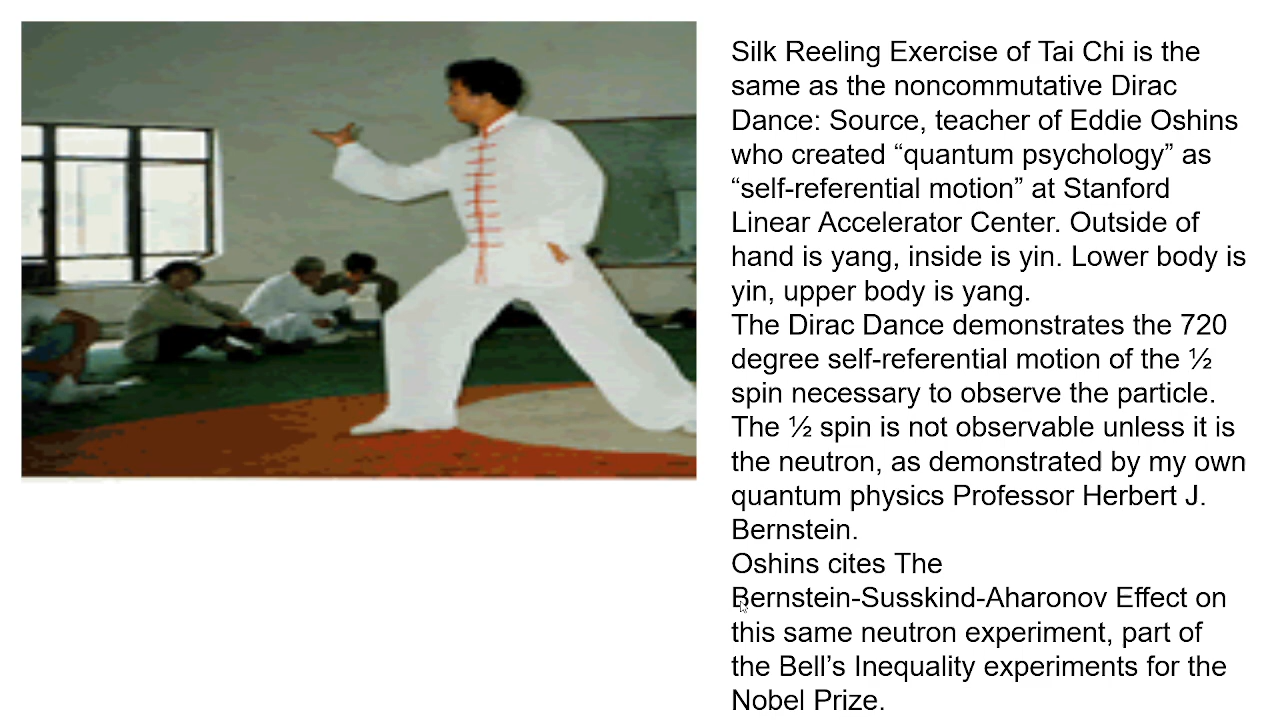 Silk Reeling Exercise of Tai Chi is the
same as the noncommutative Dirac
Dance: Source, teacher of Eddie Oshins
who created “quantum psychology” as
“self-referential motion” at Stanford
Linear Accelerator Center. Outside of
hand is yang, inside is yin. Lower body is
yin, upper body is yang.
The Dirac Dance demonstrates the 720
degree self-referential motion of the ½
spin necessary to observe the particle.
The ½ spin is not observable unless it is
the neutron, as demonstrated by my own
quantum physics Professor Herbert J.
Bernstein.
Oshins cites The
Bernstein-Susskind-Aharonov Effect on
this same neutron experiment, part of
the Bell’s Inequality experiments for the
Nobel Prize.